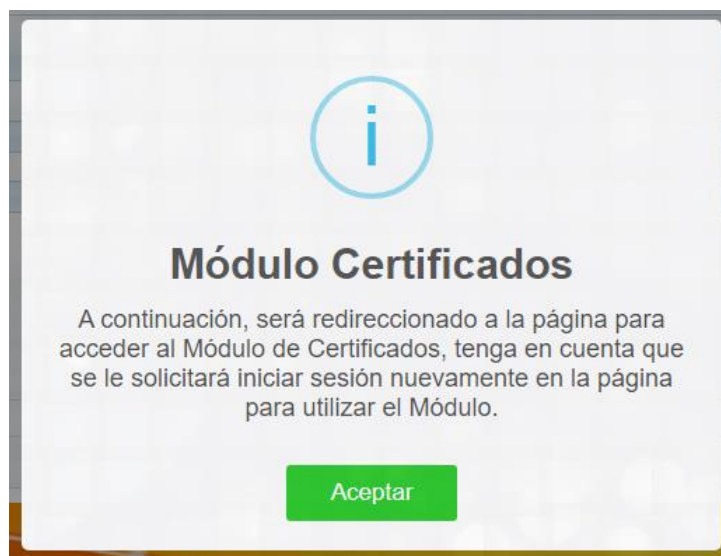 Módulo Certificados
A continuación, será redireccionado a la página para
acceder al Módulo de Certificados, tenga en cuenta que
se le solicitará iniciar sesión nuevamente en la página
para utilizar el Módulo.
Aceptar